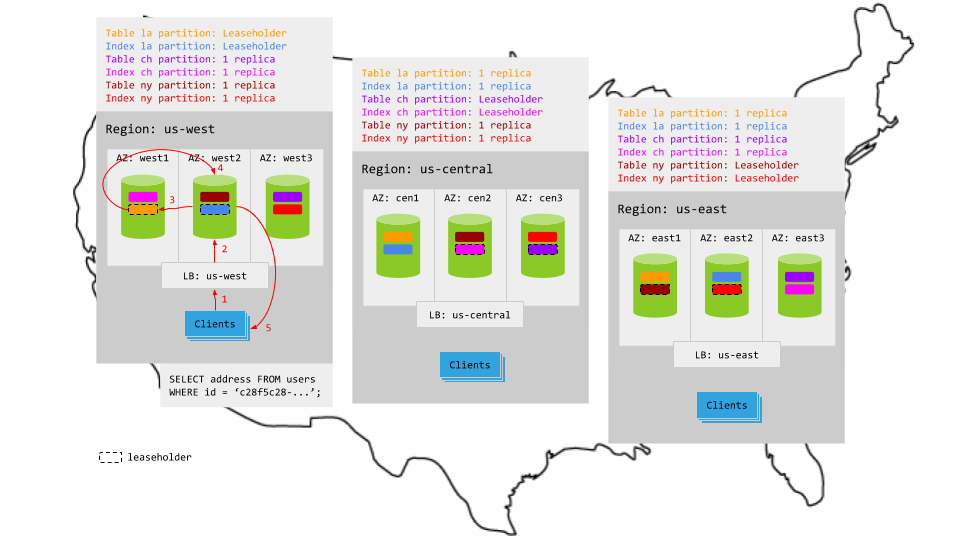 Table la partition: Leaseholder
Index la partition: Leaseholder
Table ch partition: 1 replica
Index ch partition: 1 replica
Table ny partition: 1 replica
Index ny partition: 1 replica
Region: us-west
AZ: west1
AZ: west2
AZ: west3
4
3
2
LB: us-west
1
Clients
5
SELECT address FROM users
WHERE id = ‘c28f5c28-...’;
leaseholder
Table la partition: 1 replica
Index la partition: 1 replica
Table ch partition: Leaseholder
Index ch partition: Leaseholder
Table ny partition: 1 replica
Index ny partition: 1 replica
Region: us-central
AZ: cen1
AZ: cen2
AZ: cen3
LB: us-central
Clients
Table la partition: 1 replica
Index la partition: 1 replica
Table ch partition: 1 replica
Index ch partition: 1 replica
Table ny partition: Leaseholder
Index ny partition: Leaseholder
Region: us-east
AZ: east1
AZ: east2
AZ: east3
LB: us-east
Clients